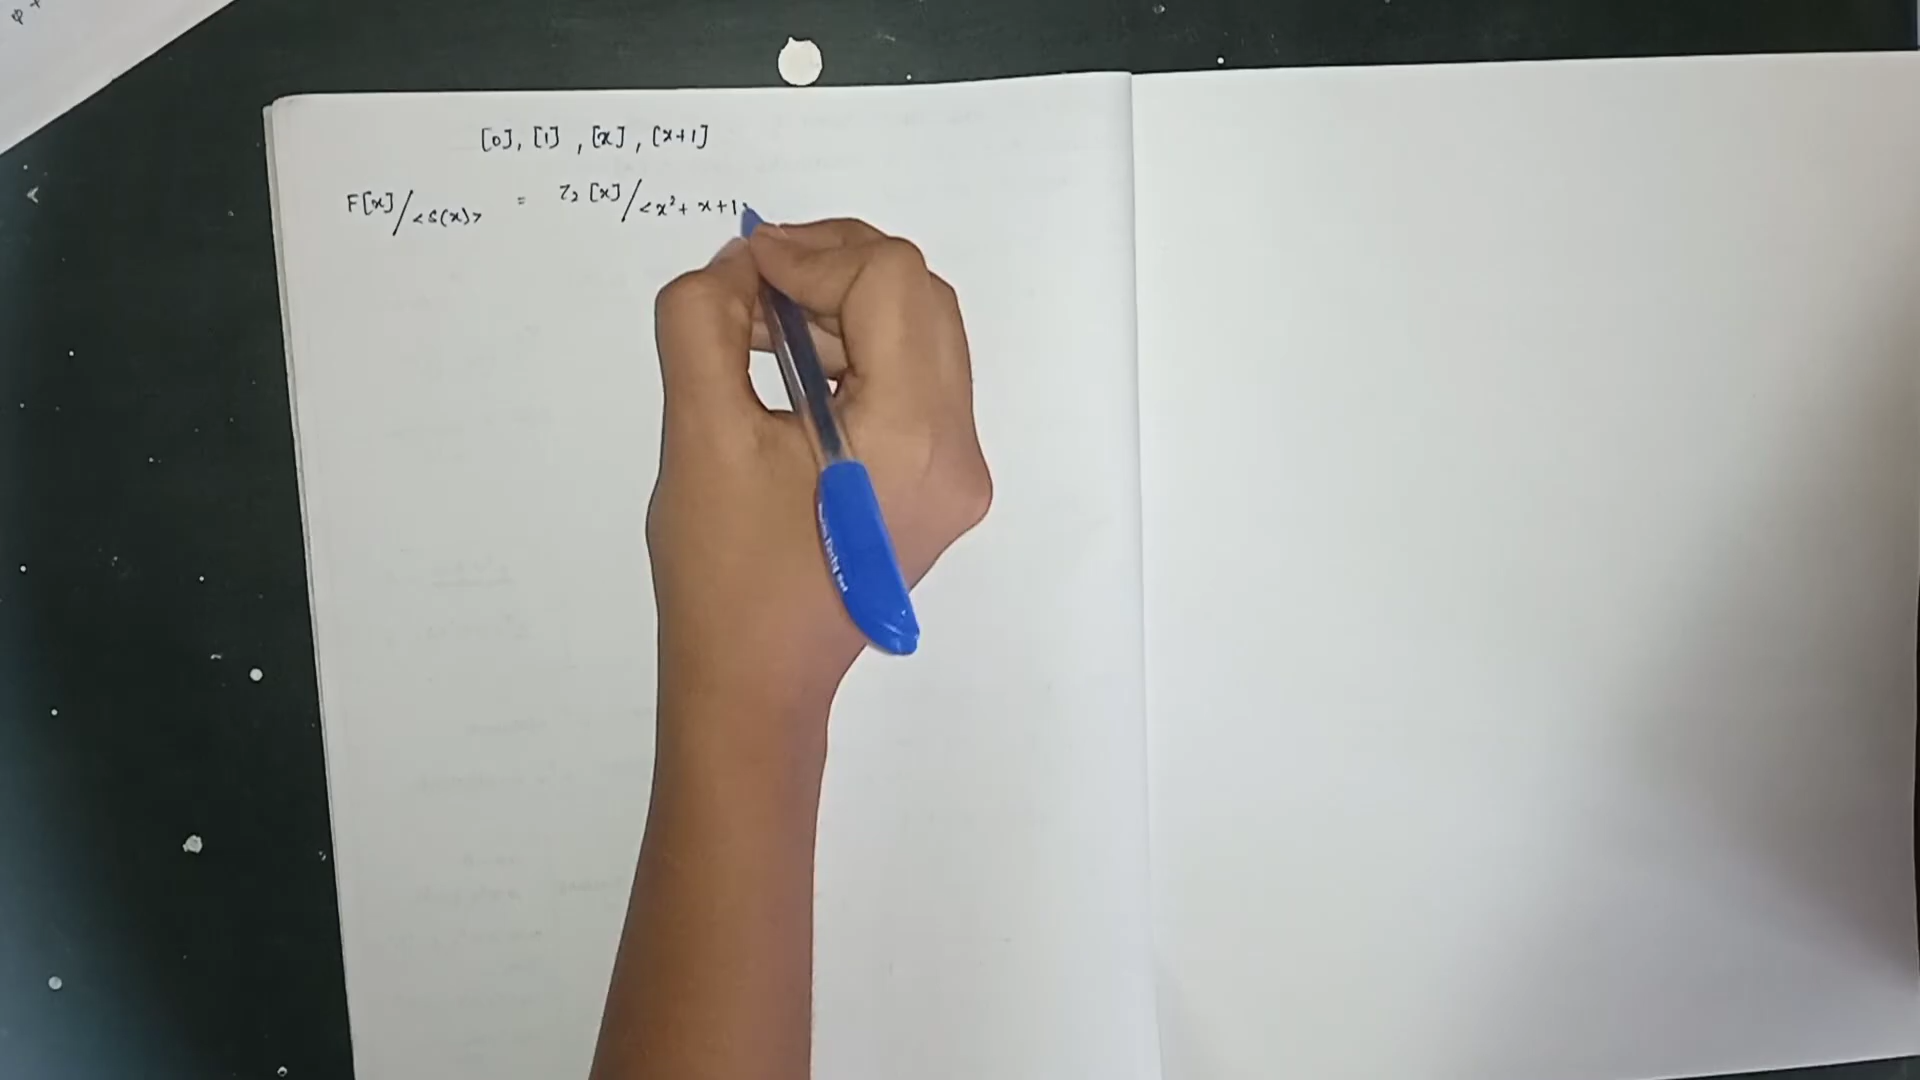 [0], [1], [x], [x+1]
F[x]/<s(x)> = Z₂[x]/<x²+x+1>